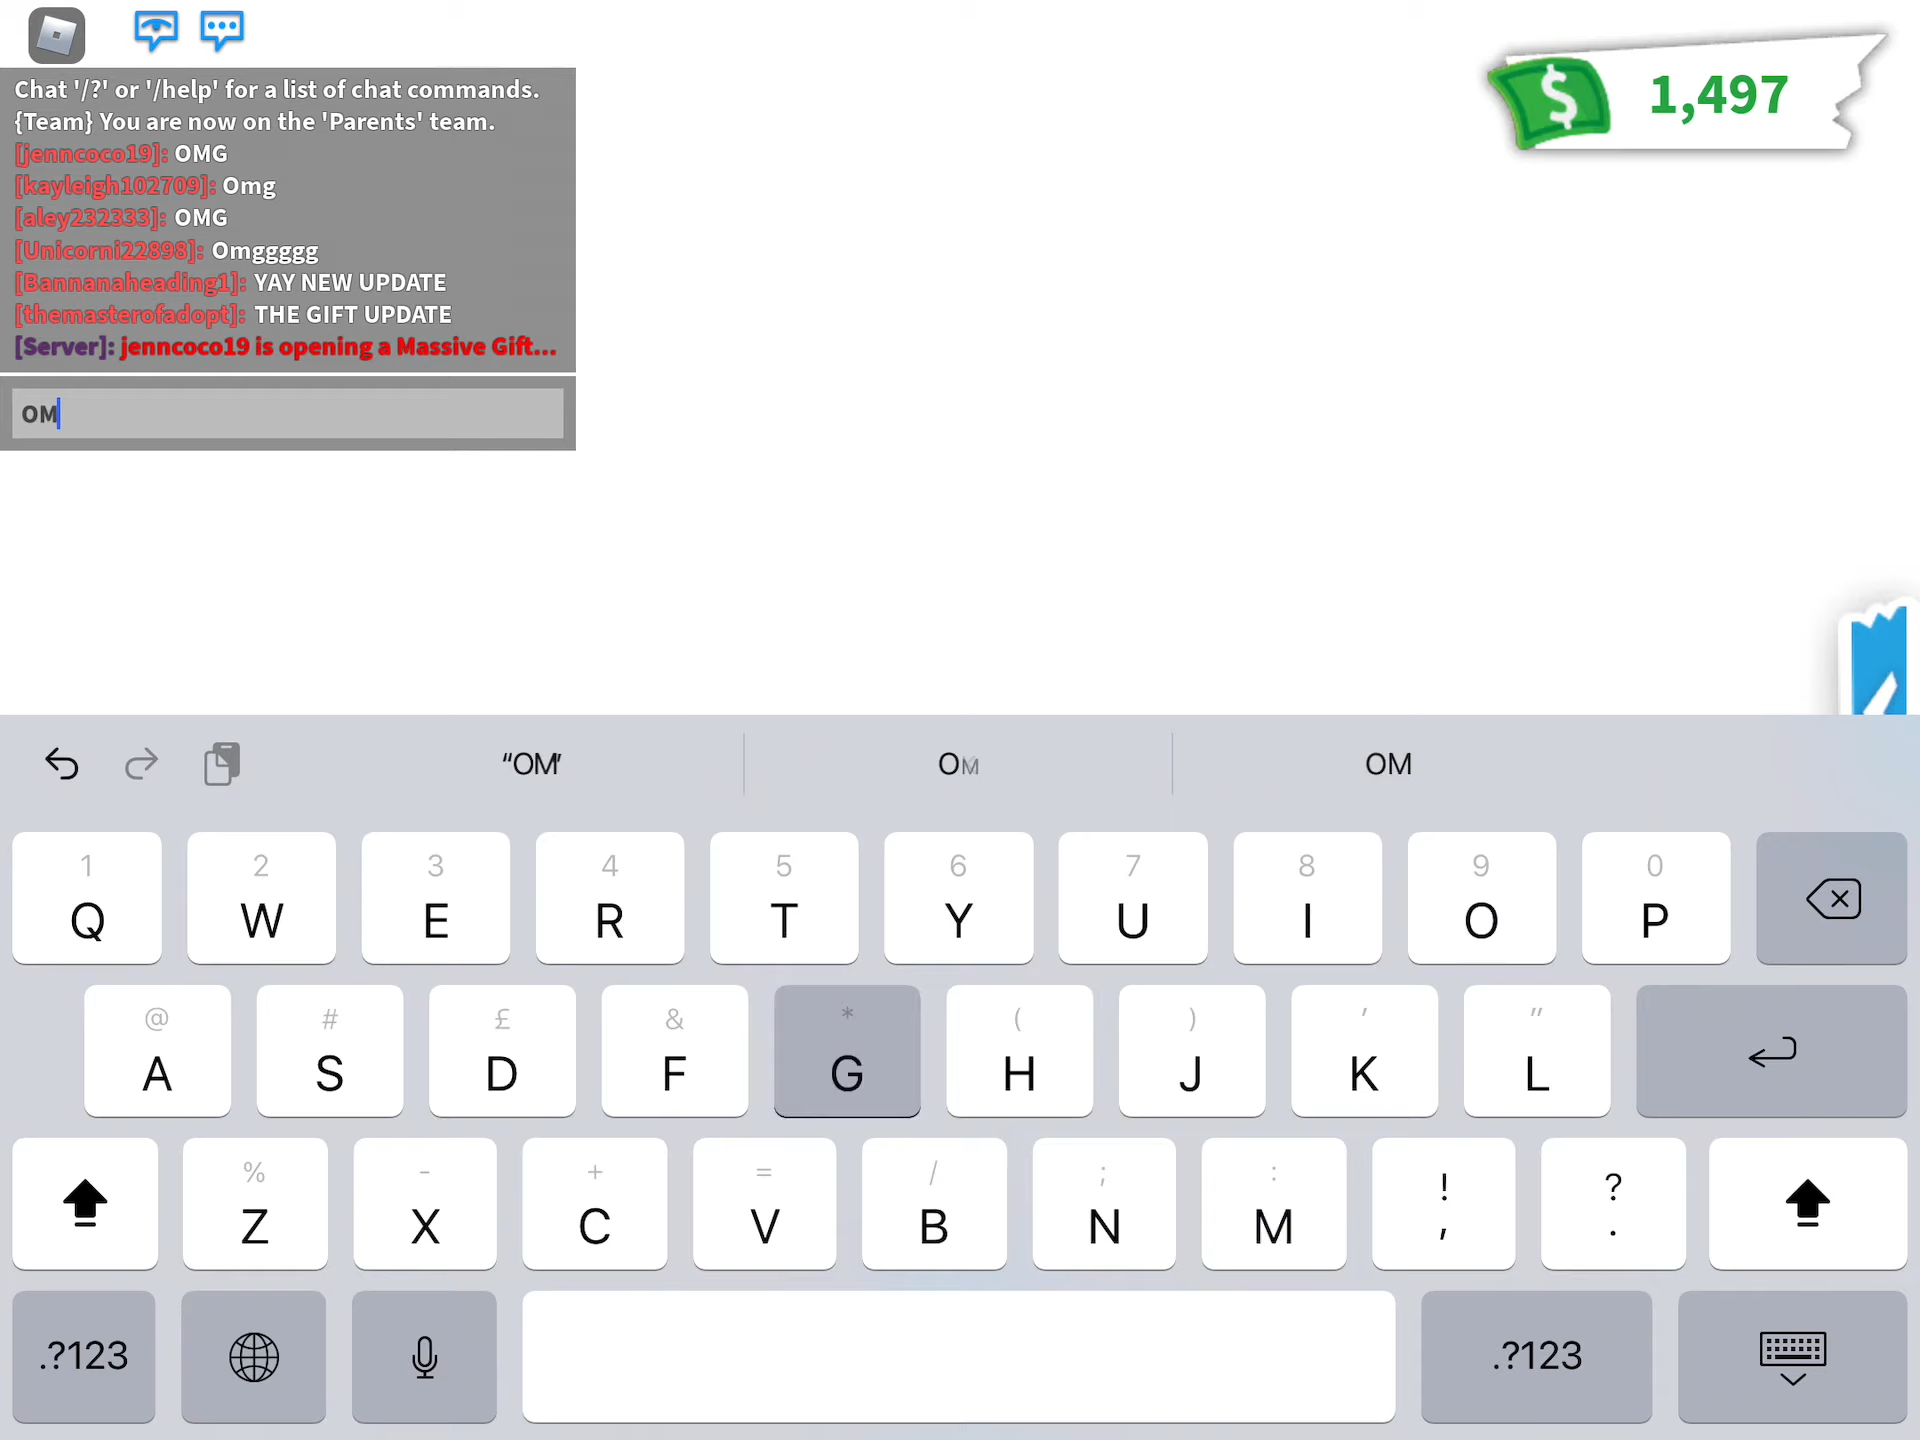 Chat '/?' or '/help' for a list of chat commands.
{Team} You are now on the 'Parents' team.
[jenncoco19]: OMG
[kayleigh102709]: Omg
[aley232333]: OMG
[Unicorni22898]: Omggggg
[Bannanaheading1]: YAY NEW UPDATE
[themasterofadopt]: THE GIFT UPDATE
[Server]: jenncoco19 is opening a Massive Gift...
OM
1,497
“OM” OM OM
1 2 3 4 5 6 7 8 9 0
Q W E R T Y U I O P
@ # £ & * ( ) ' "
A S D F G H J K L
% - + = / ; : ! ?
Z X C V B N M , .
.?123 .?123